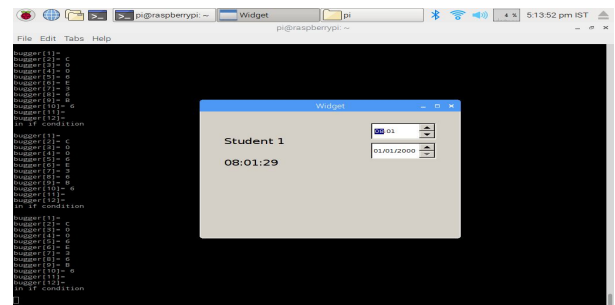 pi@raspberrypi: ~
Widget
pi
4 %
5:13:52 pm IST
pi@raspberrypi: ~
File Edit Tabs Help
bugger[1]=
bugger[2]= C
bugger[3]= 0
bugger[4]= 0
bugger[5]= 6
bugger[6]= E
bugger[7]= 3
bugger[8]= 6
bugger[9]= B
bugger[10]= 6
bugger[11]=
bugger[12]=
in if condition
bugger[1]=
bugger[2]= C
bugger[3]= 0
bugger[4]= 0
bugger[5]= 6
bugger[6]= E
bugger[7]= 3
bugger[8]= 6
bugger[9]= B
bugger[10]= 6
bugger[11]=
bugger[12]=
in if condition
bugger[1]=
bugger[2]= C
bugger[3]= 0
bugger[4]= 0
bugger[5]= 6
bugger[6]= E
bugger[7]= 3
bugger[8]= 6
bugger[9]= B
bugger[10]= 6
bugger[11]=
bugger[12]=
in if condition
Widget
Student 1
08:01:29
08:01
01/01/2000